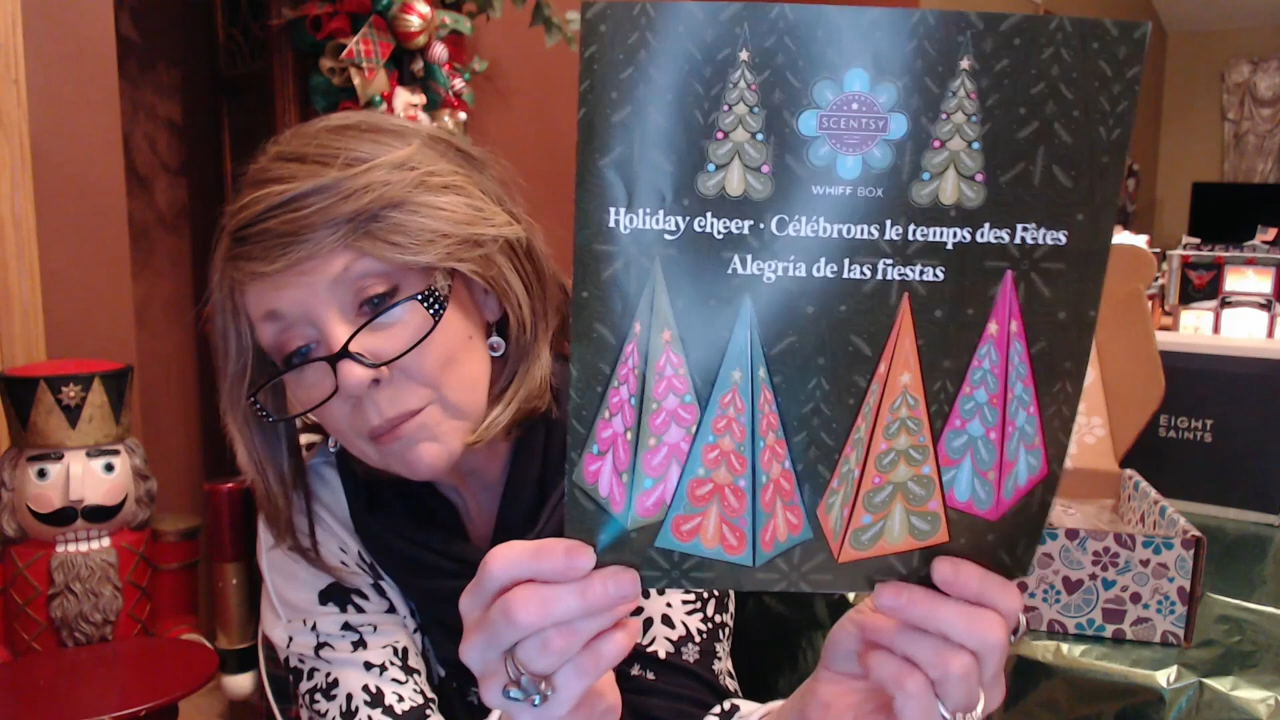 SCENTSY
WHIFF BOX
Holiday cheer · Célébrons le temps des Fêtes
Alegría de las fiestas
EIGHT
SAINTS